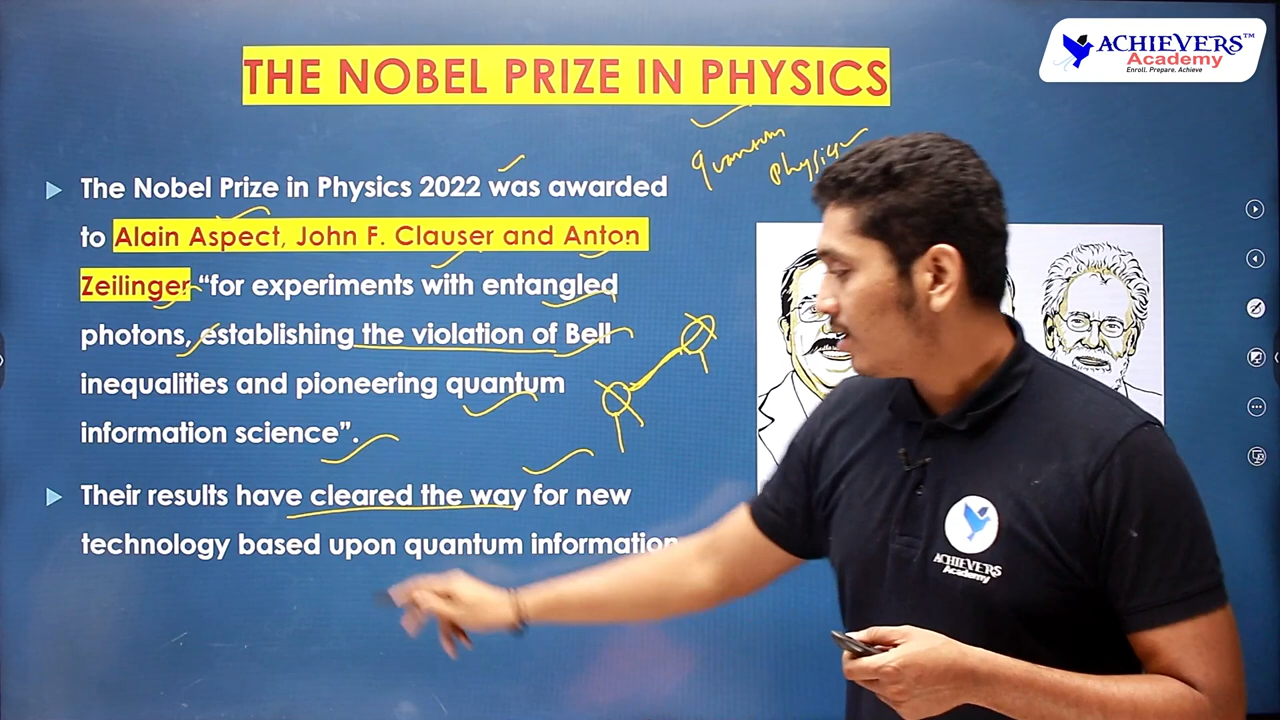 ACHIEVERS™
Academy
Enroll. Prepare. Achieve
THE NOBEL PRIZE IN PHYSICS
quantum
physics
The Nobel Prize in Physics 2022 was awarded
to Alain Aspect, John F. Clauser and Anton
Zeilinger “for experiments with entangled
photons, establishing the violation of Bell
inequalities and pioneering quantum
information science”.
Their results have cleared the way for new
technology based upon quantum information
ACHIEVERS
Academy